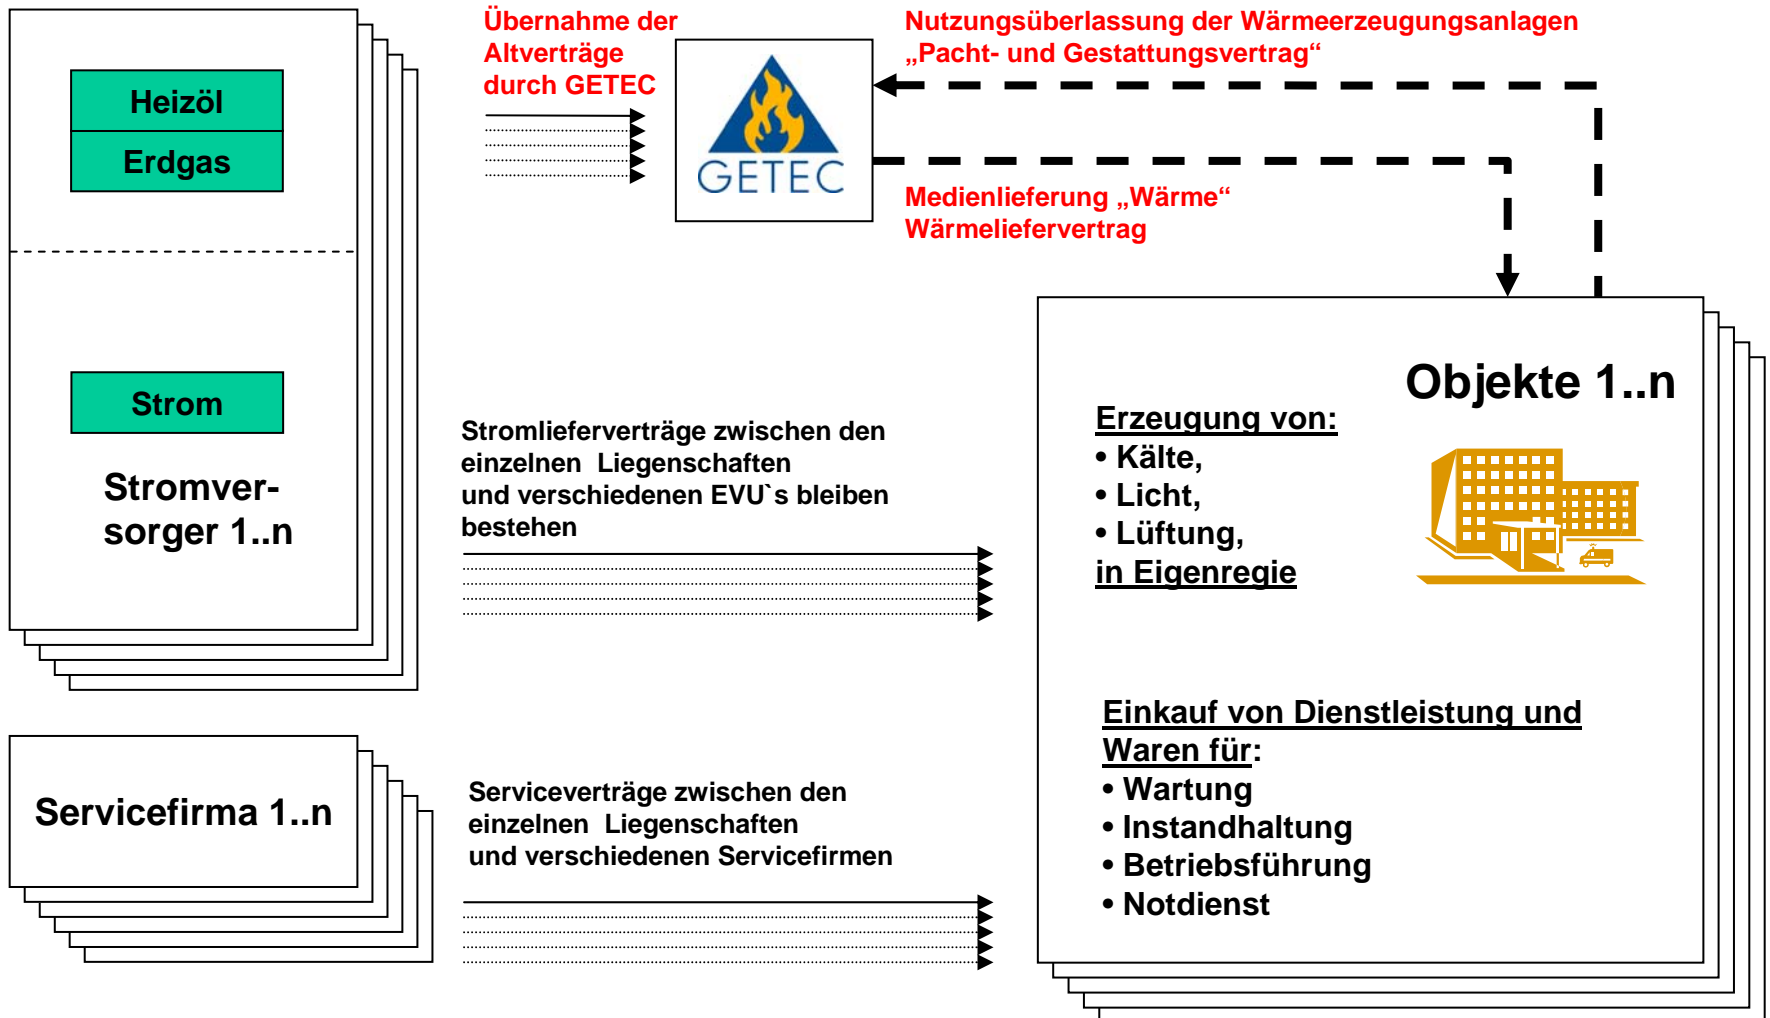 Heizöl
Erdgas
Strom
Stromver-
sorger 1..n
Servicefirma 1..n
Übernahme der
Altverträge
durch GETEC
GETEC
Nutzungsüberlassung der Wärmeerzeugungsanlagen
„Pacht- und Gestattungsvertrag“
Medienlieferung „Wärme“
Wärmeliefervertrag
Stromlieferverträge zwischen den
einzelnen Liegenschaften
und verschiedenen EVU`s bleiben
bestehen
Serviceverträge zwischen den
einzelnen Liegenschaften
und verschiedenen Servicefirmen
Objekte 1..n
Erzeugung von:
• Kälte,
• Licht,
• Lüftung,
in Eigenregie
Einkauf von Dienstleistung und
Waren für:
• Wartung
• Instandhaltung
• Betriebsführung
• Notdienst